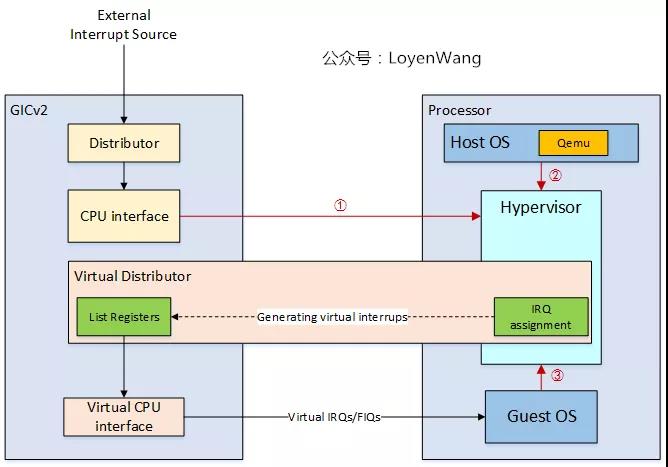 External
Interrupt Source
公众号：LoyenWang
GICv2
Processor
Distributor
Host OS
Qemu
②
CPU interface
①
Hypervisor
Virtual Distributor
List Registers
Generating virtual interrups
IRQ
assignment
③
Virtual CPU
interface
Virtual IRQs/FIQs
Guest OS